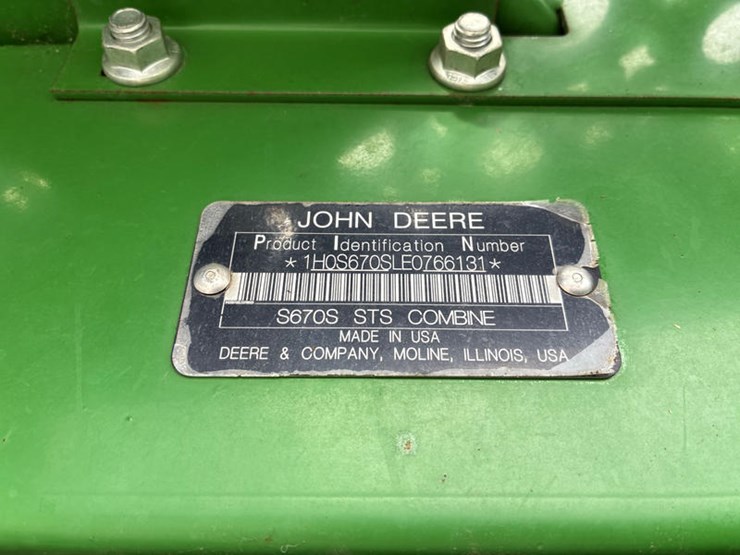 JOHN DEERE
Product Identification Number
*1H0S670SLE0766131*
S670S STS COMBINE
MADE IN USA
DEERE & COMPANY, MOLINE, ILLINOIS, USA